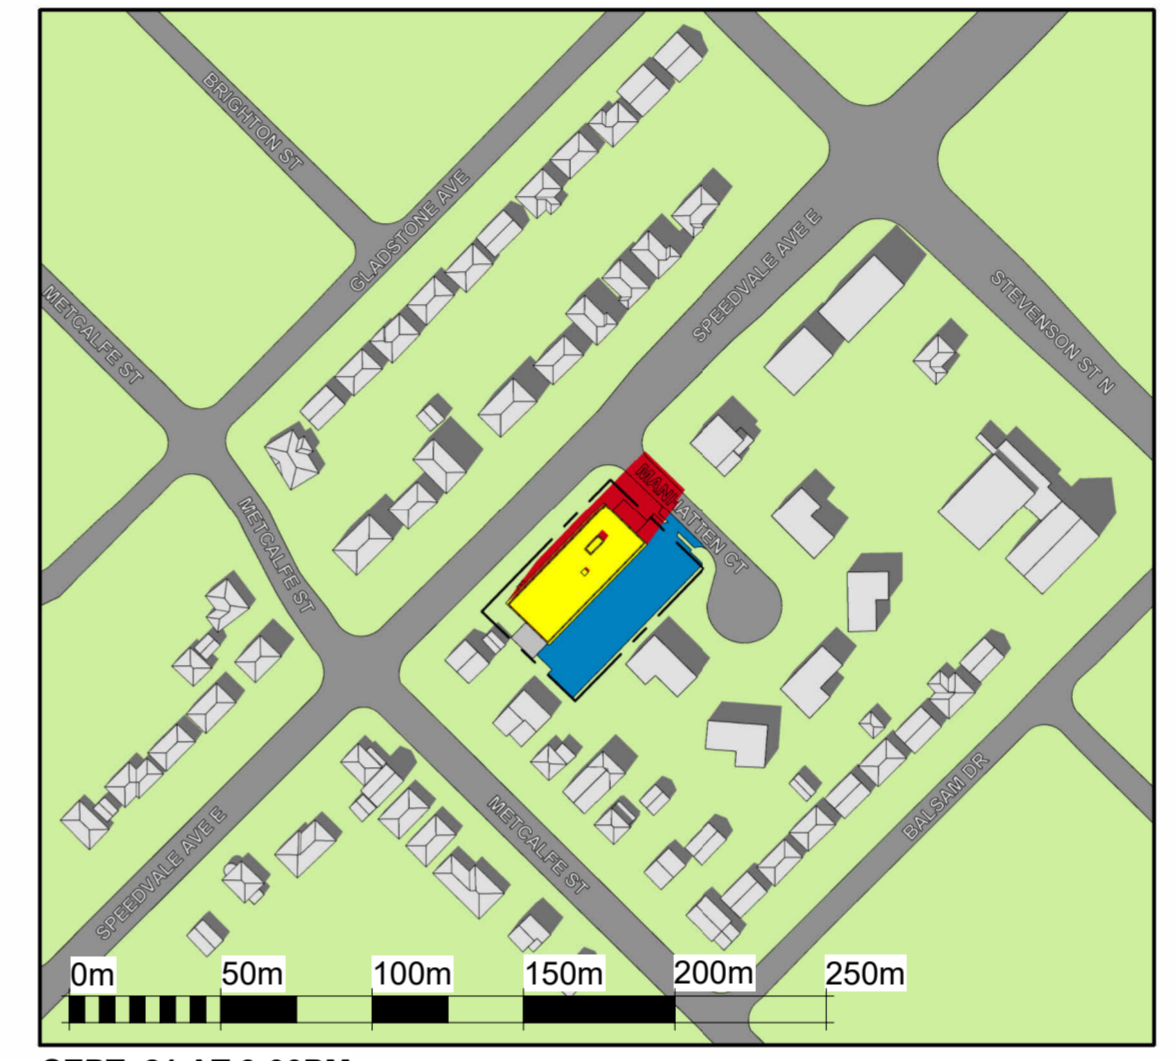 BRIGHTON ST
GLADSTONE AVE
METCALFE ST
SPEEDVALE AVE E
STEVENSON ST N
MANHATTEN CT
METCALFE ST
METCALFE ST
BALSAM DR
SPEEDVALE AVE E
0m 50m 100m 150m 200m 250m